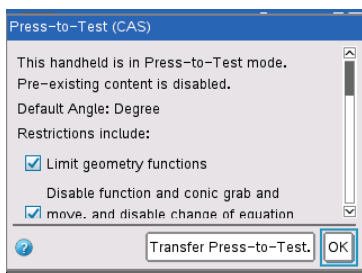 Press-to-Test (CAS)
This handheld is in Press-to-Test mode.
Pre-existing content is disabled.
Default Angle: Degree
Restrictions include:
Limit geometry functions
Disable function and conic grab and
move, and disable change of equation
Transfer Press-to-Test.
OK